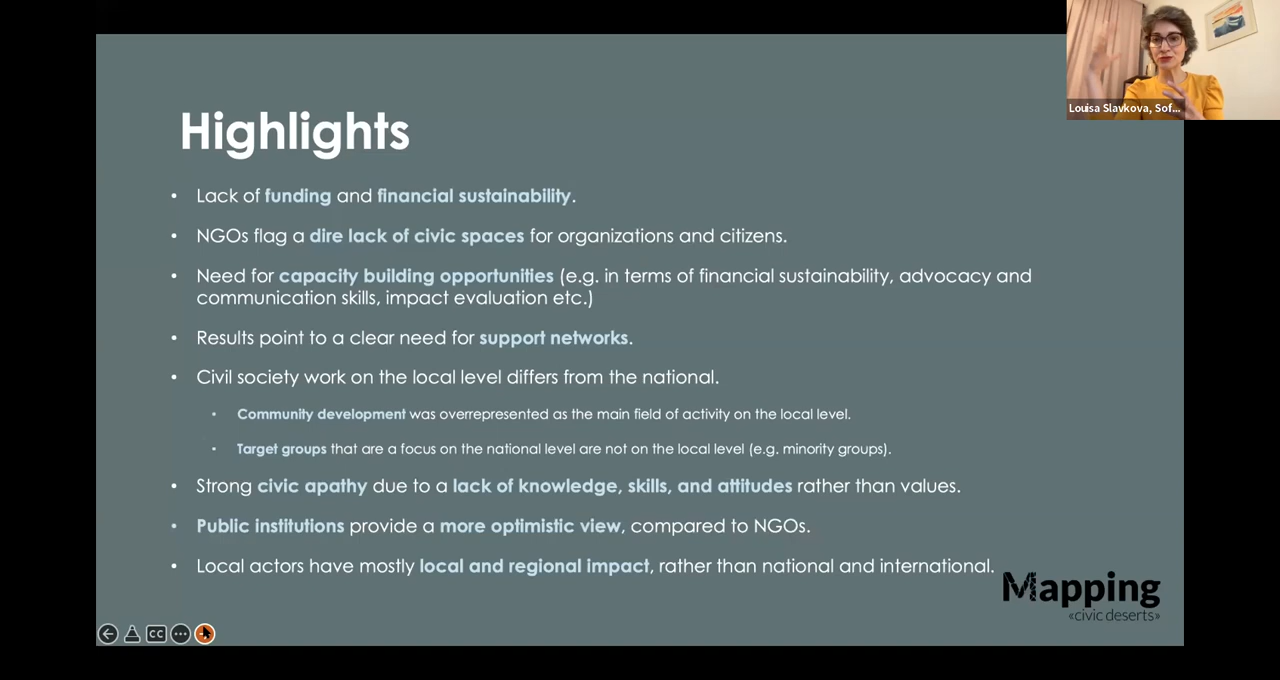 Louisa Slavkova, Sof...
Highlights
• Lack of funding and financial sustainability.
• NGOs flag a dire lack of civic spaces for organizations and citizens.
• Need for capacity building opportunities (e.g. in terms of financial sustainability, advocacy and
communication skills, impact evaluation etc.)
• Results point to a clear need for support networks.
• Civil society work on the local level differs from the national.
• Community development was overrepresented as the main field of activity on the local level.
• Target groups that are a focus on the national level are not on the local level (e.g. minority groups).
• Strong civic apathy due to a lack of knowledge, skills, and attitudes rather than values.
• Public institutions provide a more optimistic view, compared to NGOs.
• Local actors have mostly local and regional impact, rather than national and international.
Mapping
«civic deserts»
CC